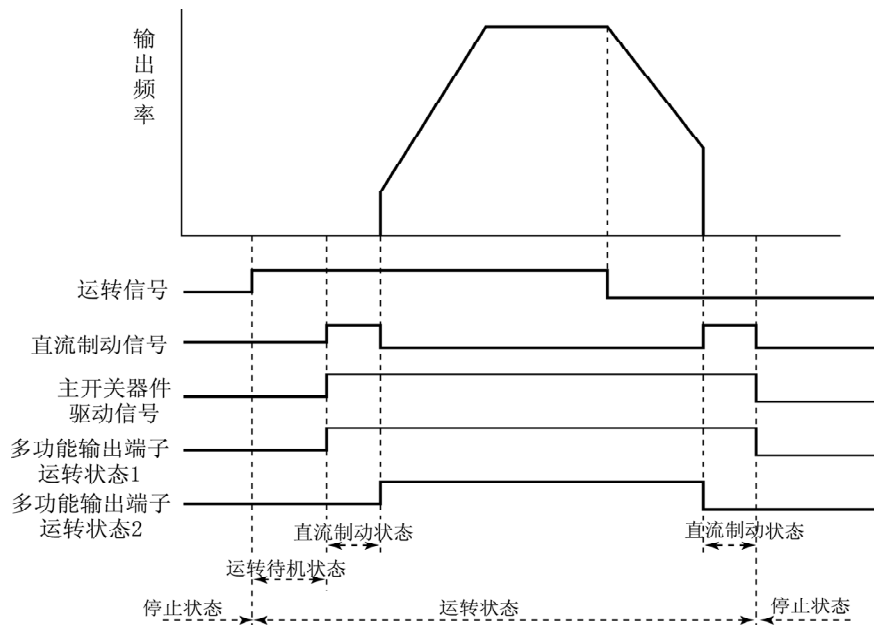 输出频率
运转信号
直流制动信号
主开关器件
驱动信号
多功能输出端子
运转状态1
多功能输出端子
运转状态2
直流制动状态
直流制动状态
运转待机状态
停止状态
运转状态
停止状态